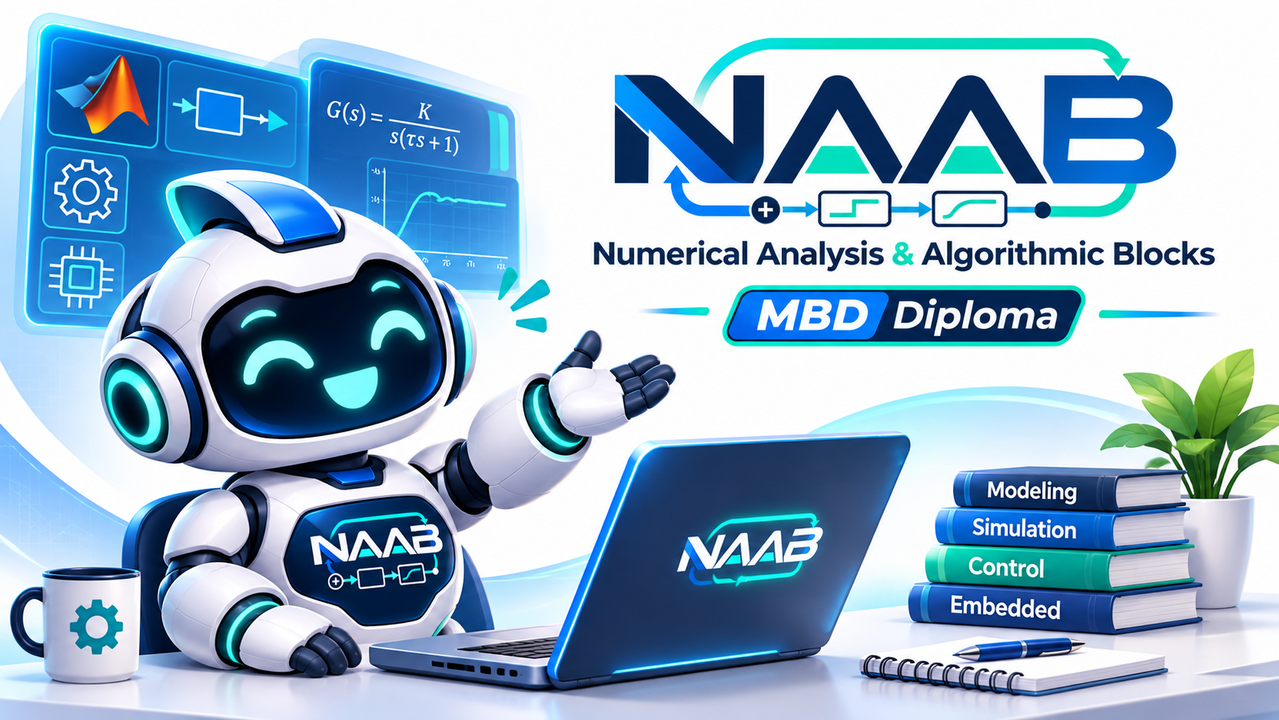 G(s) = K / s(τs + 1)
NAAB
Numerical Analysis & Algorithmic Blocks
MBD Diploma
NAAB
NAAB
Modeling
Simulation
Control
Embedded